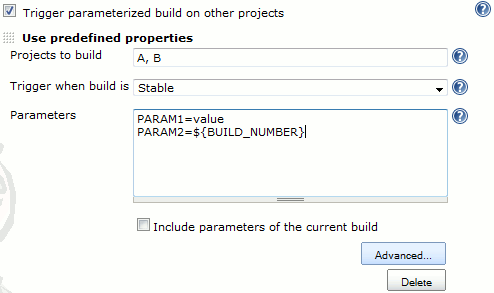 Trigger parameterized build on other projects
Use predefined properties
Projects to build A, B
Trigger when build is Stable
Parameters PARAM1=value
PARAM2=${BUILD_NUMBER}
Include parameters of the current build
Advanced...
Delete